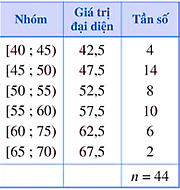 Nhóm Giá trị đại diện Tần số
[40 ; 45) 42,5 4
[45 ; 50) 47,5 14
[50 ; 55) 52,5 8
[55 ; 60) 57,5 10
[60 ; 75) 62,5 6
[65 ; 70) 67,5 2
n = 44